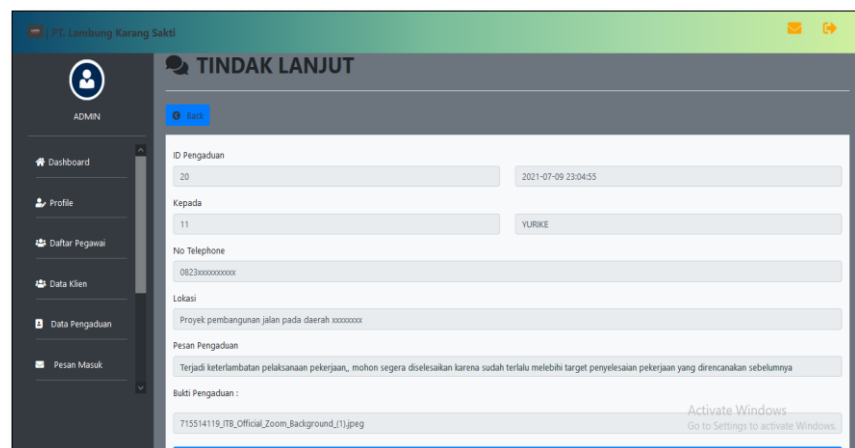 PT. Lambung Karang Sakti
TINDAK LANJUT
ADMIN
Back
Dashboard
Profile
Daftar Pegawai
Data Klien
Data Pengaduan
Pesan Masuk
ID Pengaduan
20
2021-07-09 23:04:55
Kepada
11
YURIKE
No Telephone
0823xxxxxxxxxx
Lokasi
Proyek pembangunan jalan pada daerah xxxxxxxx
Pesan Pengaduan
Terjadi keterlambatan pelaksanaan pekerjaan,, mohon segera diselesaikan karena sudah terlalu melebihi target penyelesaian pekerjaan yang direncanakan sebelumnya
Bukti Pengaduan :
715514119_ITB_Official_Zoom_Background_(1).jpeg
Activate Windows
Go to Settings to activate Windows.